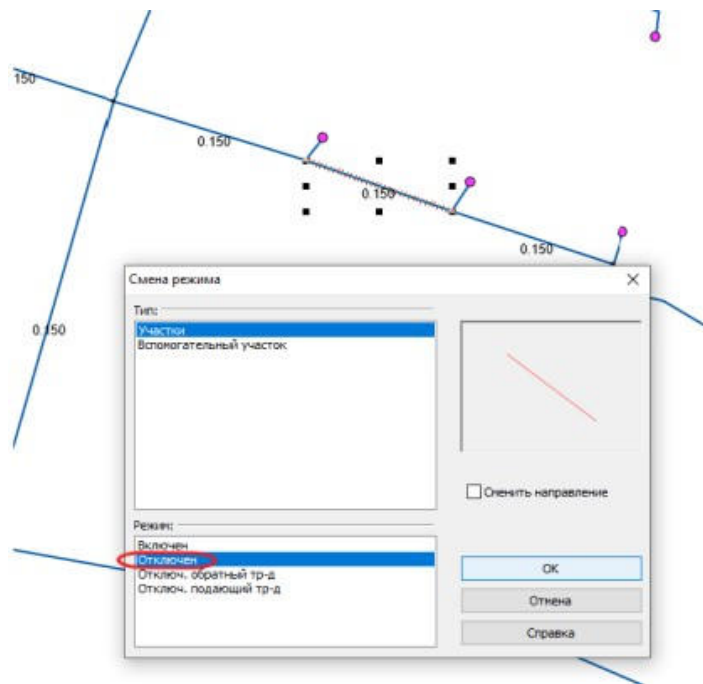 150
0.150
0.150
0.150
0.150
Смена режима
Тип:
Участки
Вспомогательный участок
Сменить направление
Режим:
Включен
Отключен
Отключ. обратный тр-д
Отключ. подающий тр-д
ОК
Отмена
Справка